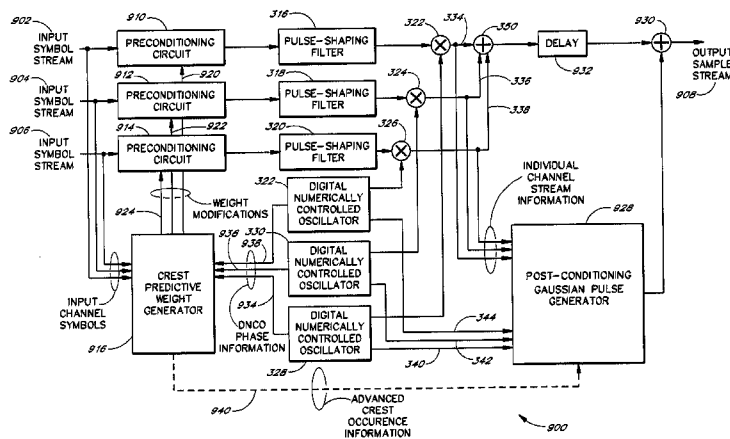 902
INPUT
SYMBOL
STREAM
904
INPUT
SYMBOL
STREAM
906
INPUT
SYMBOL
STREAM
910
PRECONDITIONING
CIRCUIT
912
920
PRECONDITIONING
CIRCUIT
914
922
PRECONDITIONING
CIRCUIT
316
PULSE-SHAPING
FILTER
318
PULSE-SHAPING
FILTER
320
PULSE-SHAPING
FILTER
322
334
350
324
336
338
326
DELAY
932
930
OUTPUT
SAMPLE
STREAM
908
924
WEIGHT
MODIFICATIONS
322
DIGITAL
NUMERICALLY
CONTROLLED
OSCILLATOR
330
936
938
DIGITAL
NUMERICALLY
CONTROLLED
OSCILLATOR
934
DNCO
PHASE
INFORMATION
DIGITAL
NUMERICALLY
CONTROLLED
OSCILLATOR
328
INPUT
CHANNEL
SYMBOLS
CREST
PREDICTIVE
WEIGHT
GENERATOR
916
INDIVIDUAL
CHANNEL
STREAM
INFORMATION
928
POST-CONDITIONING
GAUSSIAN PULSE
GENERATOR
344
342
340
940
ADVANCED
CREST
OCCURENCE
INFORMATION
900